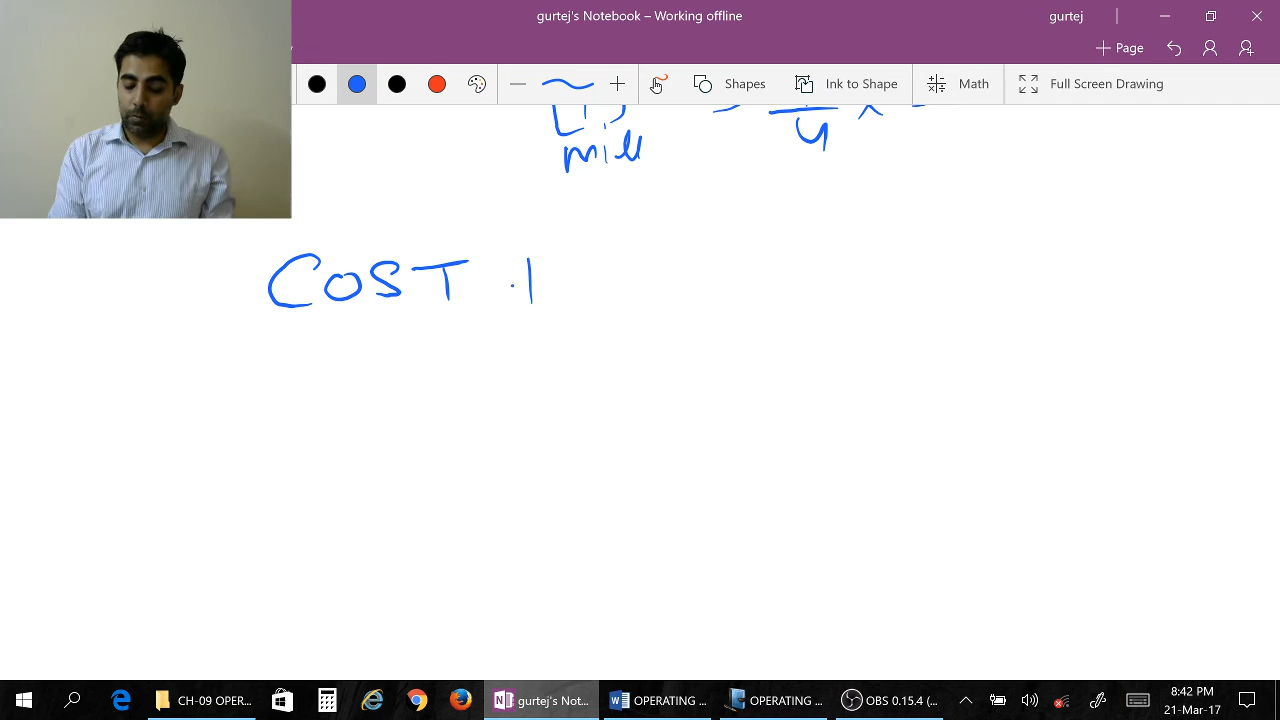 gurtej's Notebook – Working offline
gurtej
Page
Shapes
Ink to Shape
Math
Full Screen Drawing
4 x
mill
COST
CH-09 OPER...
gurtej's Not...
OPERATING ...
OPERATING ...
OBS 0.15.4 (...
8:42 PM
21-Mar-17